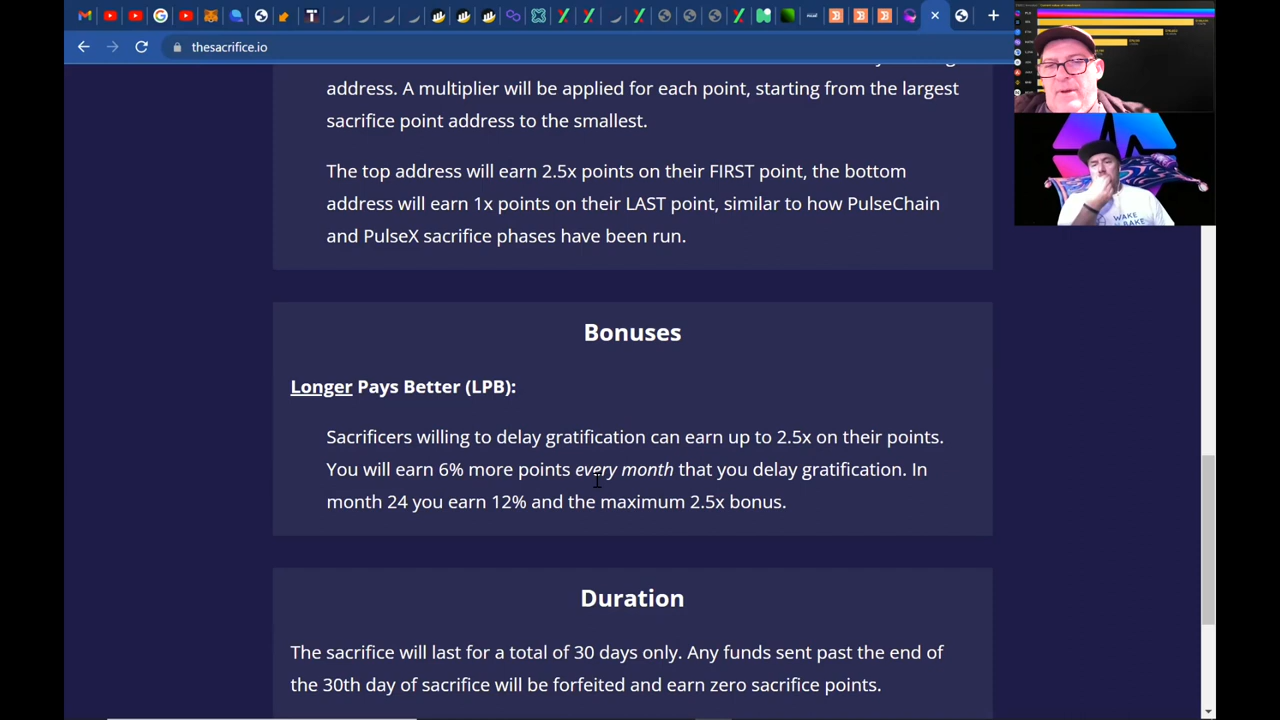 thesacrifice.io
address. A multiplier will be applied for each point, starting from the largest
sacrifice point address to the smallest.
The top address will earn 2.5x points on their FIRST point, the bottom
address will earn 1x points on their LAST point, similar to how PulseChain
and PulseX sacrifice phases have been run.
Bonuses
Longer Pays Better (LPB):
Sacrificers willing to delay gratification can earn up to 2.5x on their points.
You will earn 6% more points every month that you delay gratification. In
month 24 you earn 12% and the maximum 2.5x bonus.
Duration
The sacrifice will last for a total of 30 days only. Any funds sent past the end of
the 30th day of sacrifice will be forfeited and earn zero sacrifice points.
WAKE